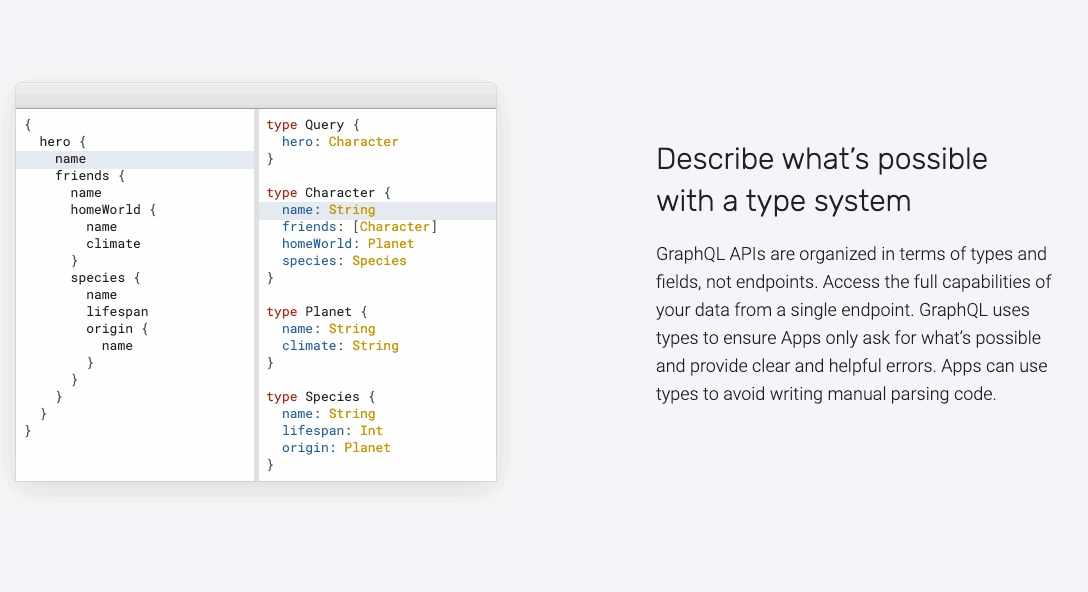 {
  hero {
    name
    friends {
      name
      homeWorld {
        name
        climate
      }
      species {
        name
        lifespan
        origin {
          name
        }
      }
    }
  }
}
type Query {
  hero: Character
}
type Character {
  name: String
  friends: [Character]
  homeWorld: Planet
  species: Species
}
type Planet {
  name: String
  climate: String
}
type Species {
  name: String
  lifespan: Int
  origin: Planet
}
Describe what’s possible
with a type system
GraphQL APIs are organized in terms of types and
fields, not endpoints. Access the full capabilities of
your data from a single endpoint. GraphQL uses
types to ensure Apps only ask for what’s possible
and provide clear and helpful errors. Apps can use
types to avoid writing manual parsing code.